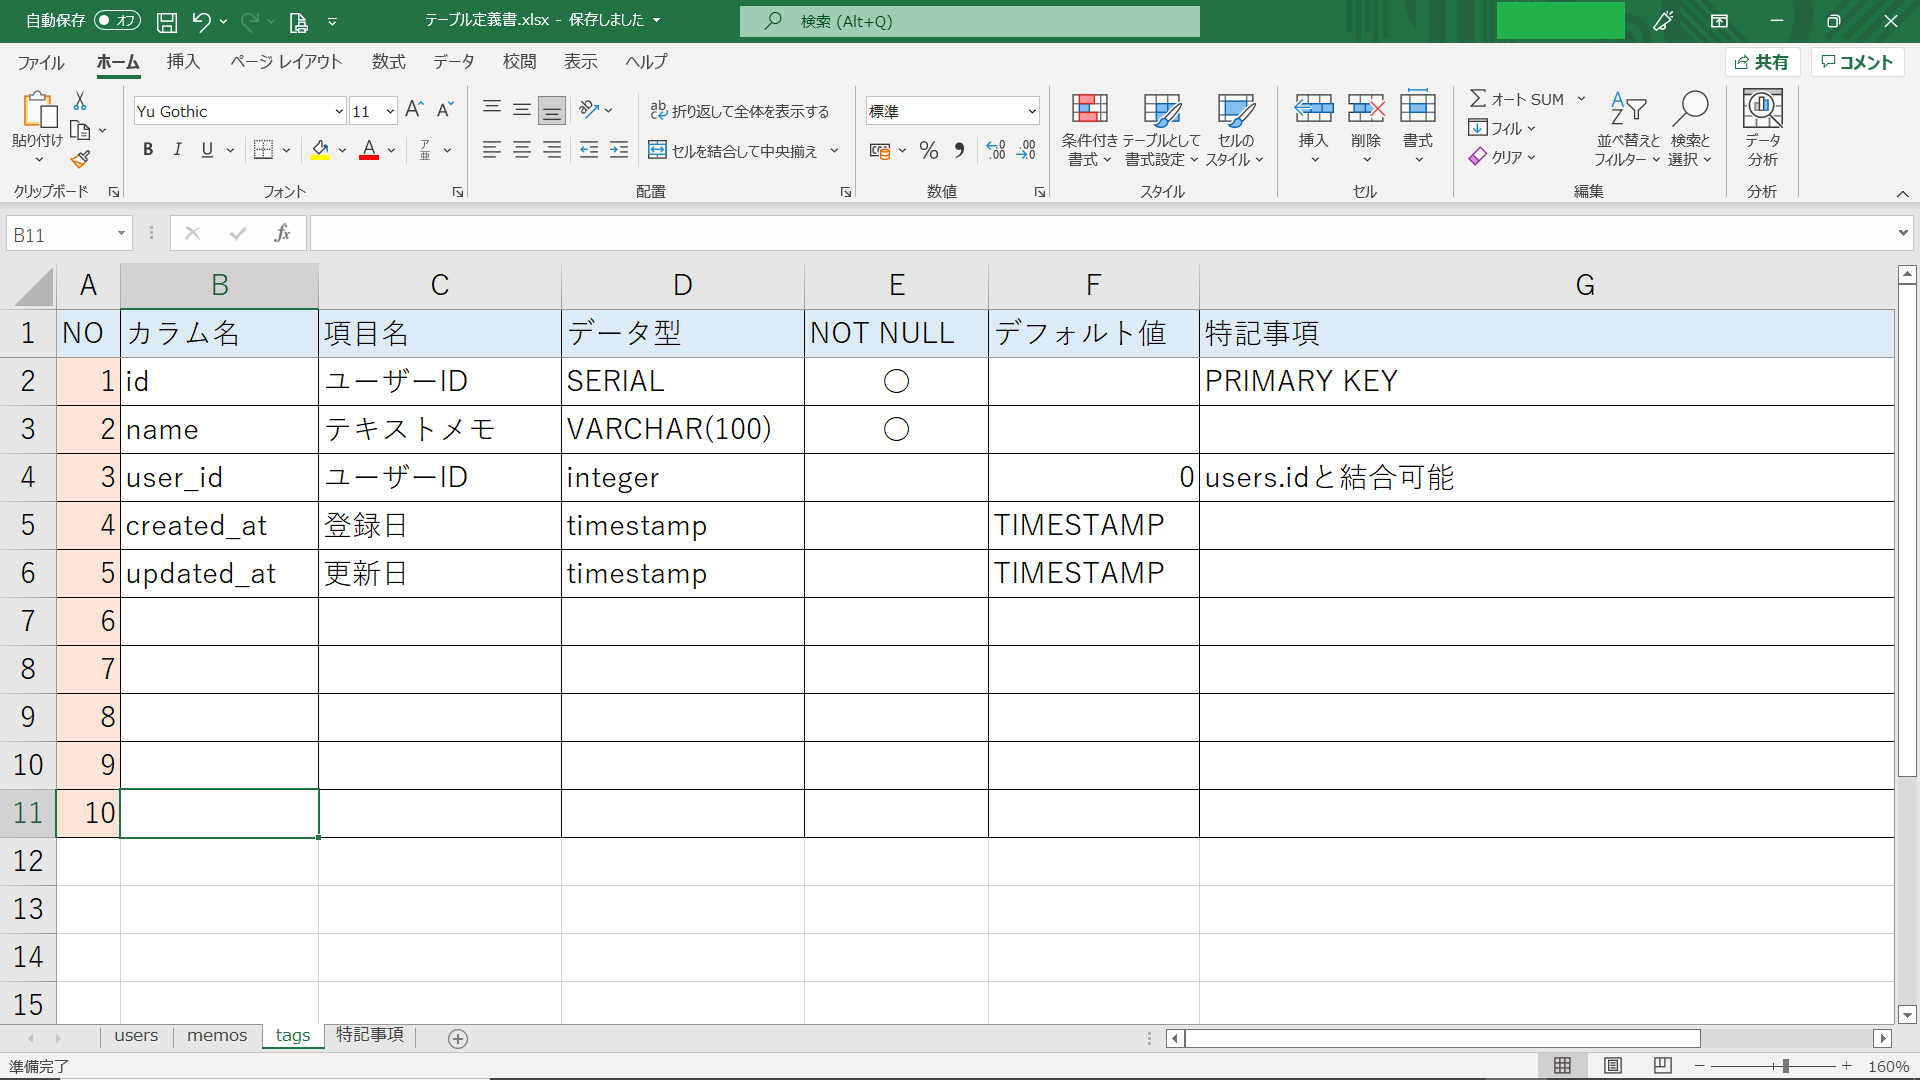 自動保存 オフ テーブル定義書.xlsx - 保存しました 検索 (Alt+Q)
ファイル ホーム 挿入 ページ レイアウト 数式 データ 校閲 表示 ヘルプ 共有 コメント
貼り付け
クリップボード
Yu Gothic 11
B I U A ア 亜
フォント
折り返して全体を表示する
セルを結合して中央揃え
配置
標準
% 9 .00 .00
数値
条件付き書式 テーブルとして書式設定 セルのスタイル
スタイル
挿入 削除 書式
セル
オート SUM
フィル
クリア
並べ替えとフィルター 検索と選択
編集
データ分析
分析
B11 fx
A B C D E F G
1 NO カラム名 項目名 データ型 NOT NULL デフォルト値 特記事項
2 1 id ユーザーID SERIAL ○ PRIMARY KEY
3 2 name テキストメモ VARCHAR(100) ○
4 3 user_id ユーザーID integer 0 users.idと結合可能
5 4 created_at 登録日 timestamp TIMESTAMP
6 5 updated_at 更新日 timestamp TIMESTAMP
7 6
8 7
9 8
10 9
11 10
12
13
14
15
users memos tags 特記事項
準備完了 160%